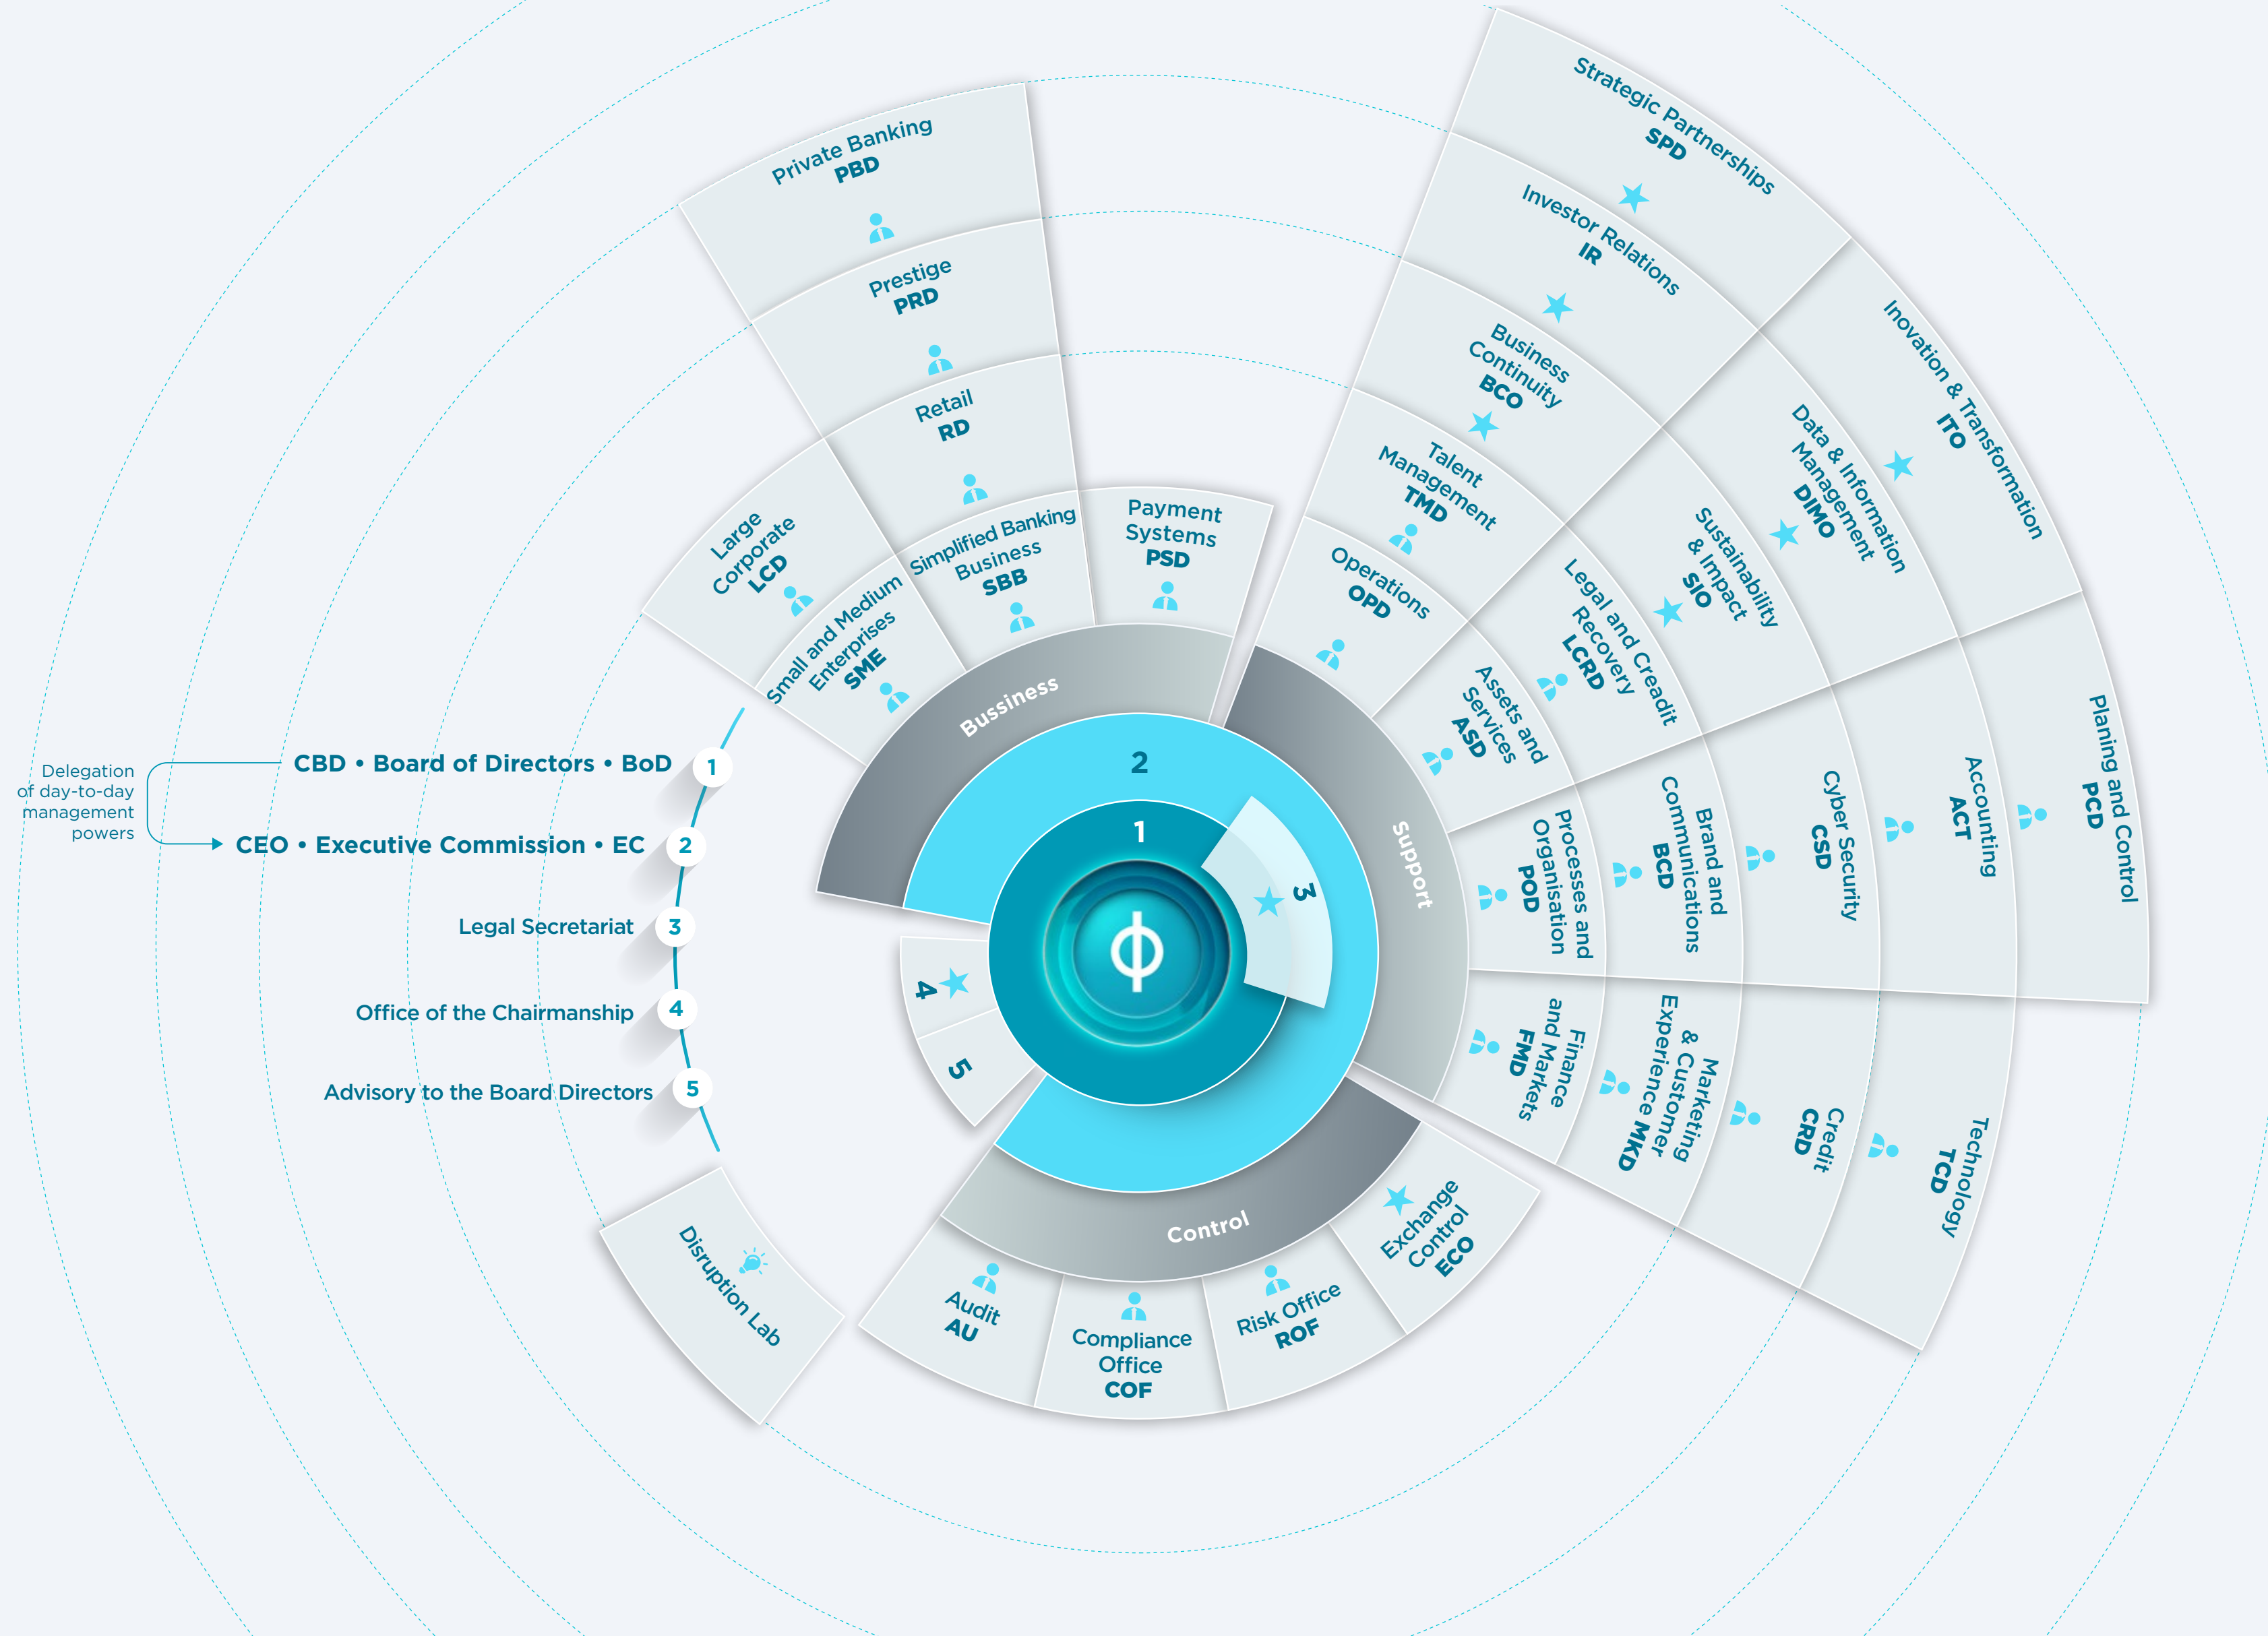 Private Banking
PBD
Prestige
PRD
Retail
RD
Large
Corporate
LCD
Small and Medium
Enterprises
SME
Simplified Banking
Business
SBB
Payment
Systems
PSD
Bussiness
Strategic Partnerships
SPD
Investor Relations
IR
Business
Continuity
BCO
Talent
Management
TMD
Operations
OPD
Inovation & Transformation
ITO
Data & Information
Management
DIMO
Sustainability
& Impact
SIO
Legal and Creadit
Recovery
LCRD
Assets and
Services
ASD
Planing and Control
PCD
Accounting
ACT
Cyber Security
CSD
Brand and
Communications
BCD
Processes and
Organisation
POD
Technology
TCD
Credit
CRD
Marketing
& Customer
Experience MKD
Finance
and Markets
FMD
Support
2
1
3
4
5
Control
Exchange
Control
ECO
Risk Office
ROF
Compliance
Office
COF
Audit
AU
Disruption Lab
Delegation
of day-to-day
management
powers
CBD • Board of Directors • BoD 1
CEO • Executive Commission • EC 2
Legal Secretariat 3
Office of the Chairmanship 4
Advisory to the Board Directors 5